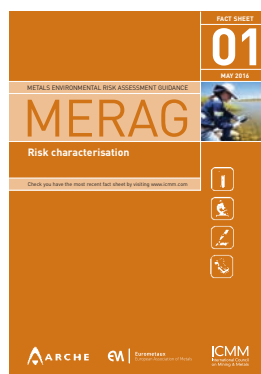 FACT SHEET
01
MAY 2016
METALS ENVIRONMENTAL RISK ASSESSMENT GUIDANCE
MERAG
Risk characterisation
Check you have the most recent fact sheet by visiting www.icmm.com
ARCHE
Eurometaux
European Association of Metals
ICMM
International Council
on Mining & Metals